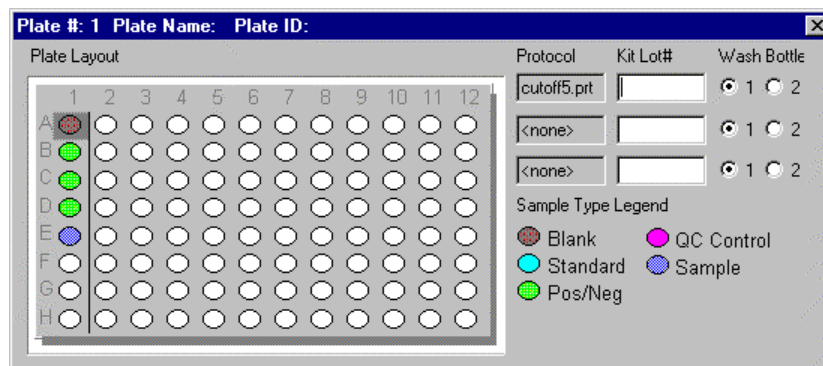 Plate #: 1 Plate Name: Plate ID:
Plate Layout
Protocol Kit Lot# Wash Bottle
cutoff5.prt 1 2
<none> 1 2
<none> 1 2
1 2 3 4 5 6 7 8 9 10 11 12
A
B
C
D
E
F
G
H
Sample Type Legend
Blank QC Control
Standard Sample
Pos/Neg